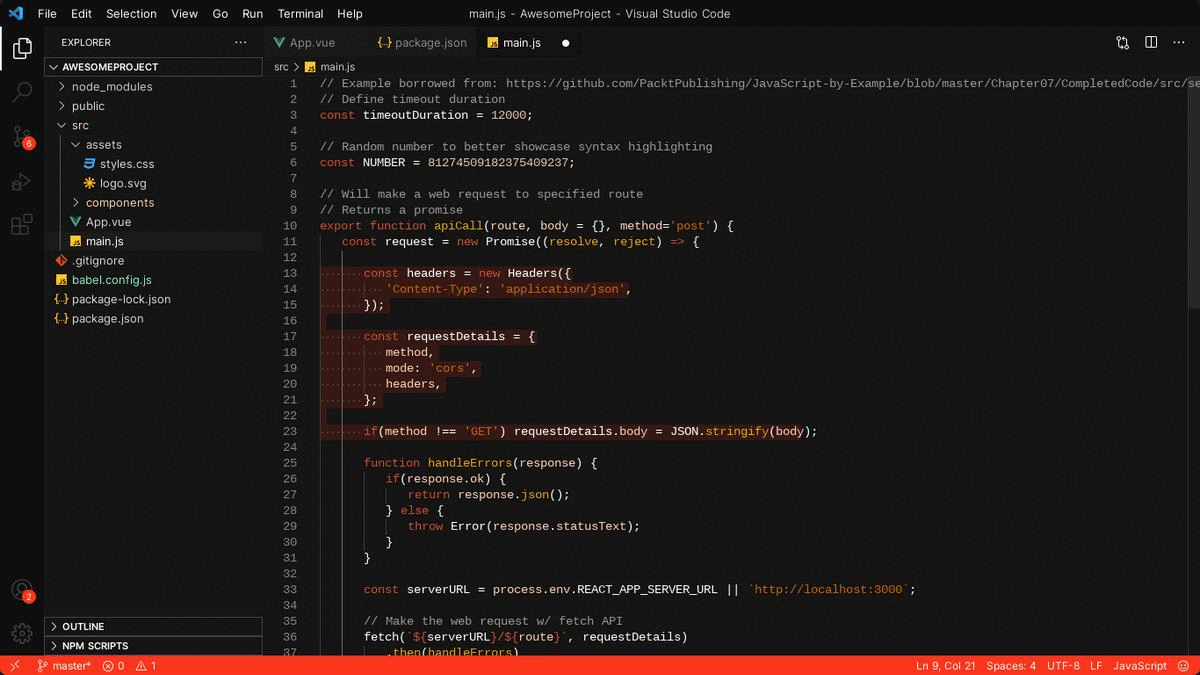 File Edit Selection View Go Run Terminal Help main.js - AwesomeProject - Visual Studio Code
EXPLORER ···
App.vue {..} package.json JS main.js
AWESOMEPROJECT
node_modules
public
src
assets
styles.css
logo.svg
components
App.vue
JS main.js
.gitignore
JS babel.config.js
{..} package-lock.json
{..} package.json
OUTLINE
NPM SCRIPTS
6
2
src > JS main.js
1 // Example borrowed from: https://github.com/PacktPublishing/JavaScript-by-Example/blob/master/Chapter07/CompletedCode/src/se
2 // Define timeout duration
3 const timeoutDuration = 12000;
4
5 // Random number to better showcase syntax highlighting
6 const NUMBER = 81274509182375409237;
7
8 // Will make a web request to specified route
9 // Returns a promise
10 export function apiCall(route, body = {}, method='post') {
11 const request = new Promise((resolve, reject) => {
12
13 const headers = new Headers({
14 'Content-Type': 'application/json',
15 });
16
17 const requestDetails = {
18 method,
19 mode: 'cors',
20 headers,
21 };
22
23 if(method !== 'GET') requestDetails.body = JSON.stringify(body);
24
25 function handleErrors(response) {
26 if(response.ok) {
27 return response.json();
28 } else {
29 throw Error(response.statusText);
30 }
31 }
32
33 const serverURL = process.env.REACT_APP_SERVER_URL || `http://localhost:3000`;
34
35 // Make the web request w/ fetch API
36 fetch(`${serverURL}/${route}`, requestDetails)
37 .then(handleErrors)
master* 0 1 Ln 9, Col 21 Spaces: 4 UTF-8 LF JavaScript